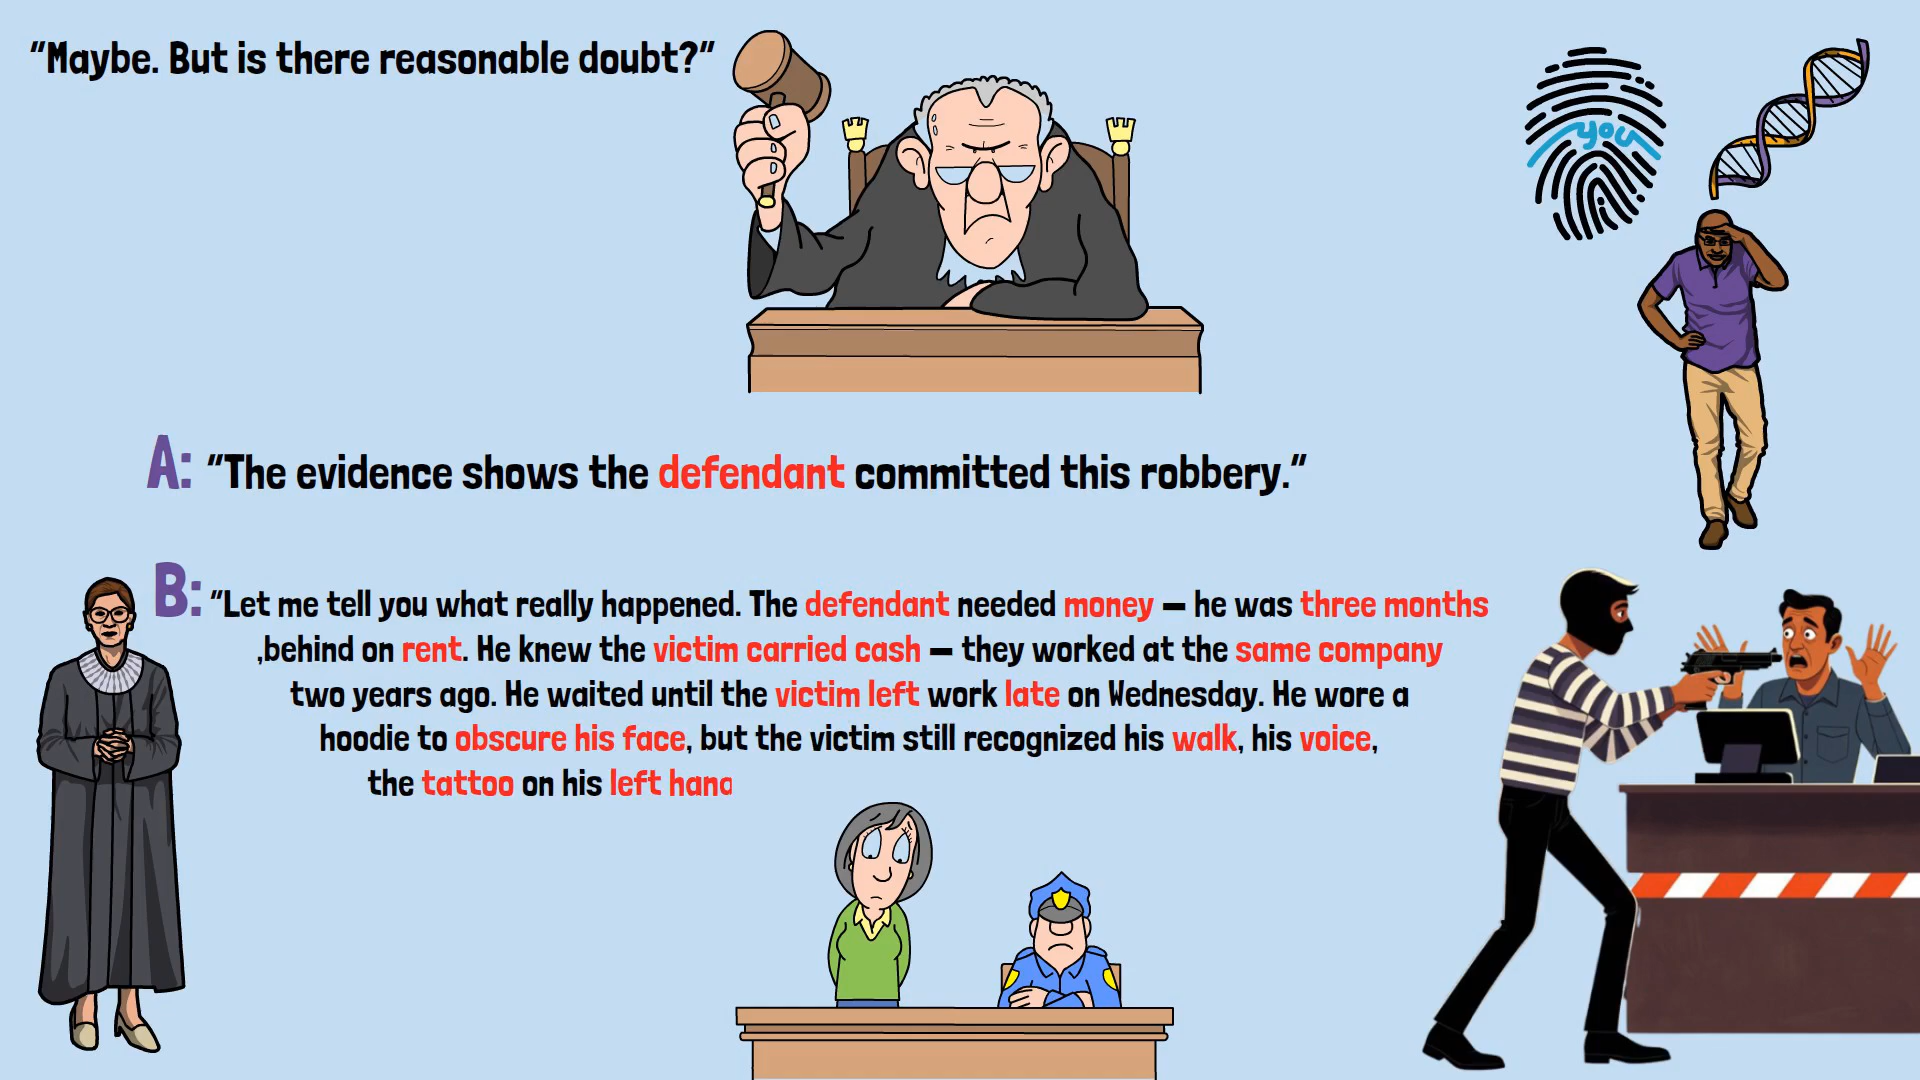 “Maybe. But is there reasonable doubt?”
you
A: “The evidence shows the defendant committed this robbery.”
B: “Let me tell you what really happened. The defendant needed money — he was three months
,behind on rent. He knew the victim carried cash — they worked at the same company
two years ago. He waited until the victim left work late on Wednesday. He wore a
hoodie to obscure his face, but the victim still recognized his walk, his voice,
the tattoo on his left hand